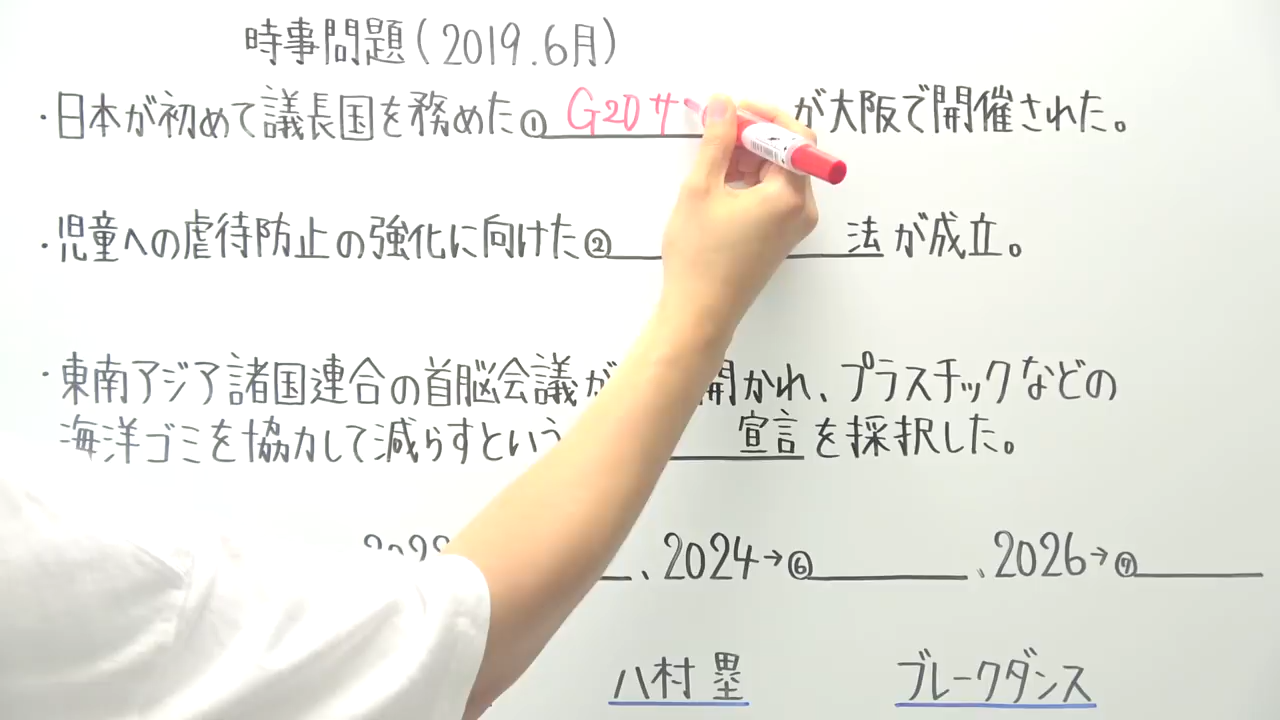 時事問題(2019.6月)
・日本が初めて議長国を務めた① G20サ が大阪で開催された。
・児童への虐待防止の強化に向けた② 法が成立。
・東南アジア諸国連合の首脳会議が 開かれ、プラスチックなどの
海洋ゴミを協力して減らすという 宣言を採択した。
、2024→⑥ 、2026→⑦
八村 塁 ブレークダンス